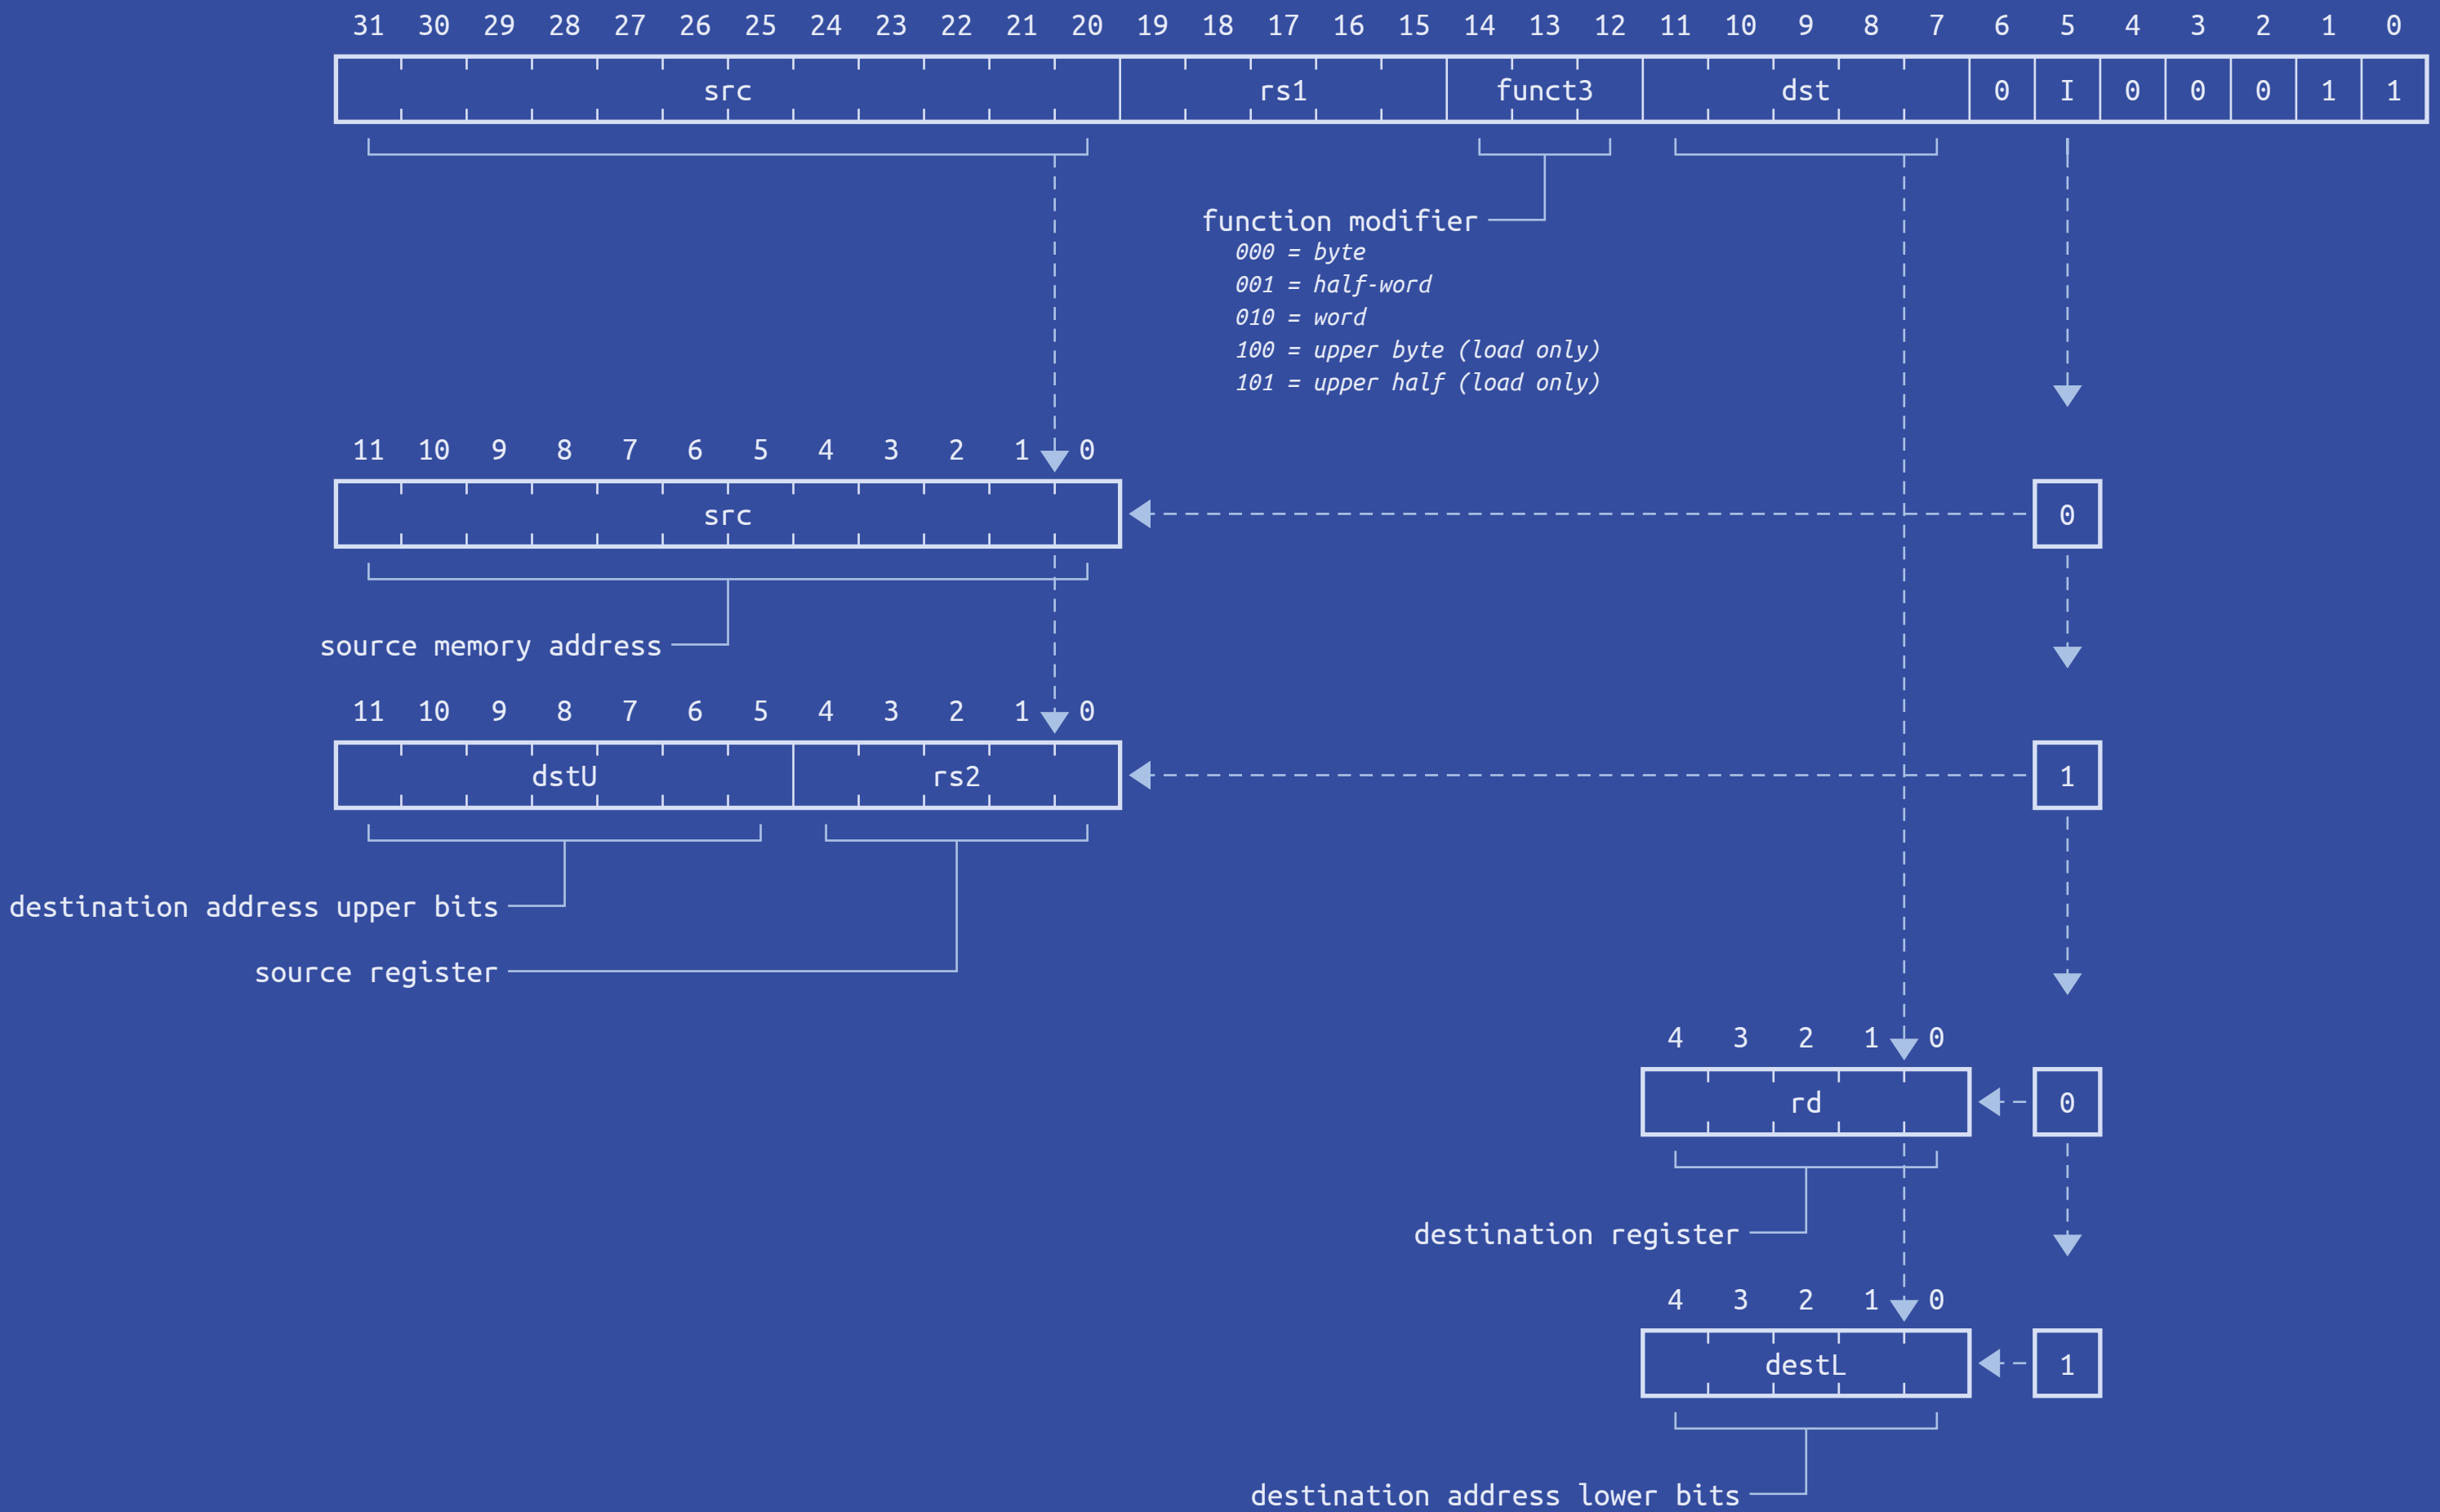 31 30 29 28 27 26 25 24 23 22 21 20 19 18 17 16 15 14 13 12 11 10 9 8 7 6 5 4 3 2 1 0
src rs1 funct3 dst 0 I 0 0 0 1 1
function modifier
000 = byte
001 = half-word
010 = word
100 = upper byte (load only)
101 = upper half (load only)
11 10 9 8 7 6 5 4 3 2 1 0
src 0
source memory address
11 10 9 8 7 6 5 4 3 2 1 0
dstU rs2 1
destination address upper bits
source register
4 3 2 1 0
rd 0
destination register
4 3 2 1 0
destL 1
destination address lower bits